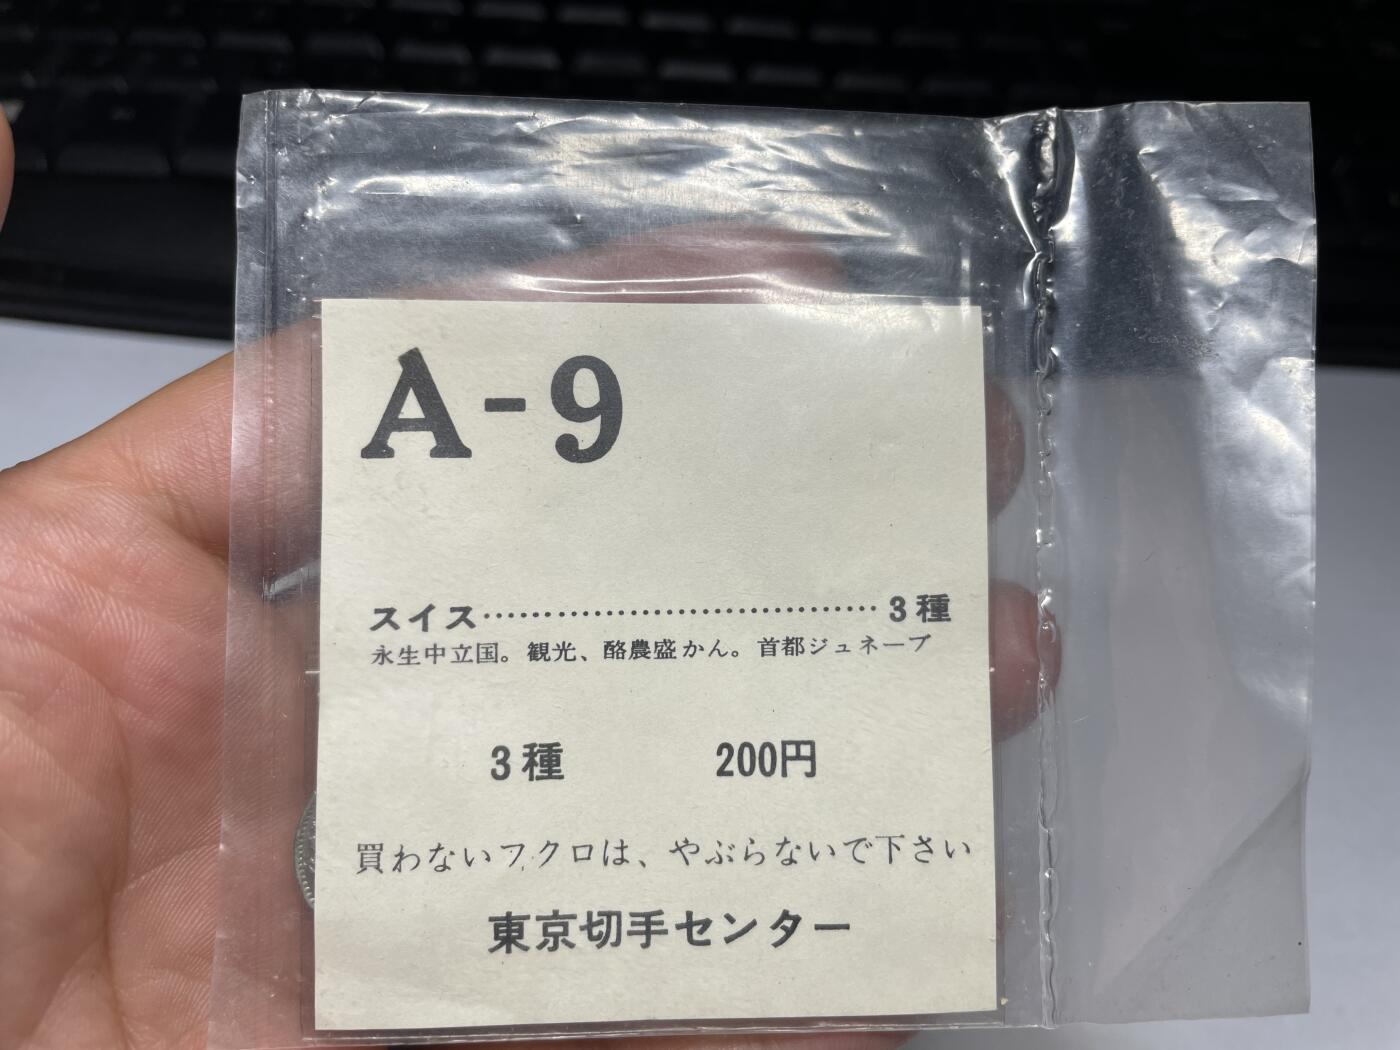 A-9
スイス……………………………3種
永生中立国。観光、酪農盛かん。首都ジュネーブ
3種 200円
買わないフクロは、やぶらないで下さい
東京切手センター